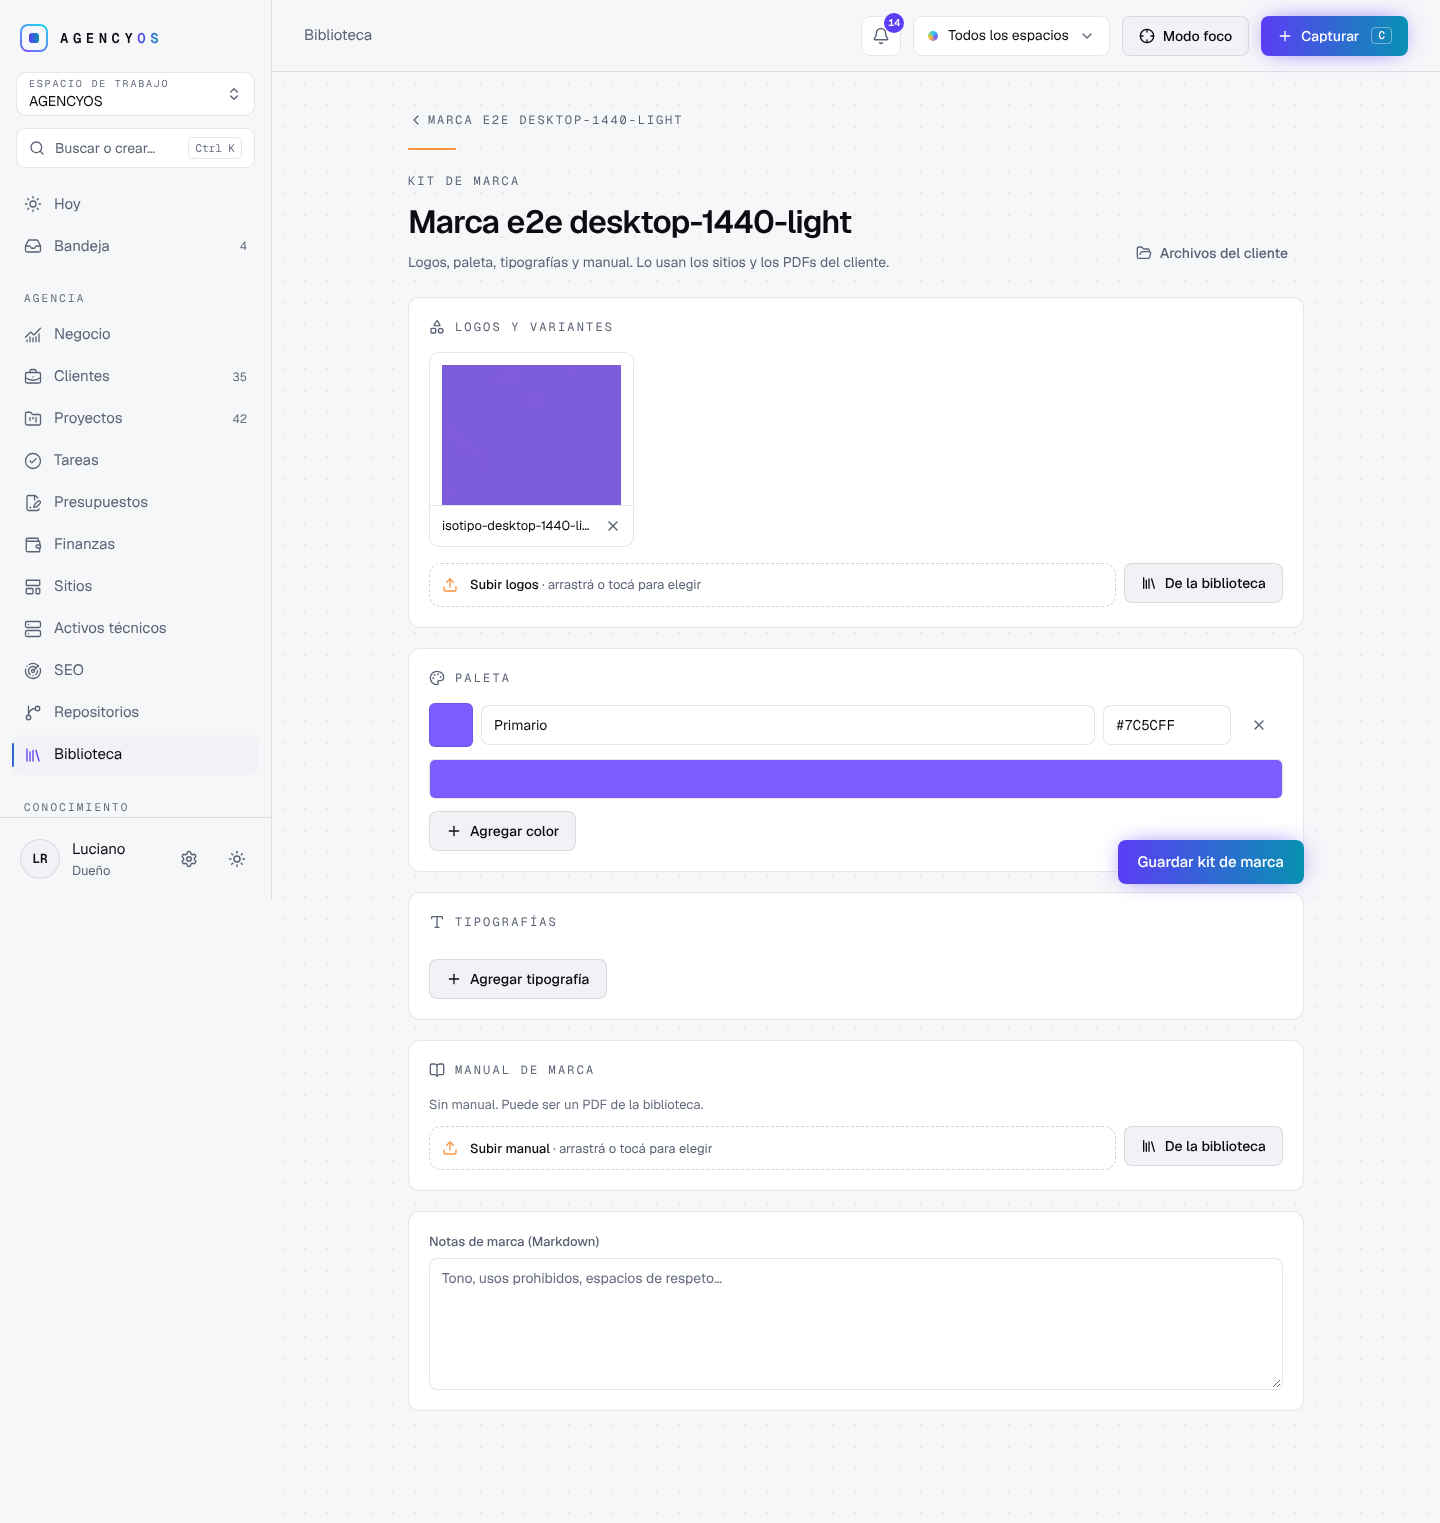 AGENCYOS
ESPACIO DE TRABAJO
AGENCYOS
Buscar o crear... Ctrl K
Hoy
Bandeja 4
AGENCIA
Negocio
Clientes 35
Proyectos 42
Tareas
Presupuestos
Finanzas
Sitios
Activos técnicos
SEO
Repositorios
Biblioteca
CONOCIMIENTO
LR
Luciano
Dueño
Biblioteca
14
Todos los espacios
Modo foco
Capturar C
MARCA E2E DESKTOP-1440-LIGHT
KIT DE MARCA
Marca e2e desktop-1440-light
Logos, paleta, tipografías y manual. Lo usan los sitios y los PDFs del cliente.
Archivos del cliente
LOGOS Y VARIANTES
isotipo-desktop-1440-li...
Subir logos · arrastrá o tocá para elegir
De la biblioteca
PALETA
Primario
#7C5CFF
Agregar color
Guardar kit de marca
TIPOGRAFÍAS
Agregar tipografía
MANUAL DE MARCA
Sin manual. Puede ser un PDF de la biblioteca.
Subir manual · arrastrá o tocá para elegir
De la biblioteca
Notas de marca (Markdown)
Tono, usos prohibidos, espacios de respeto...